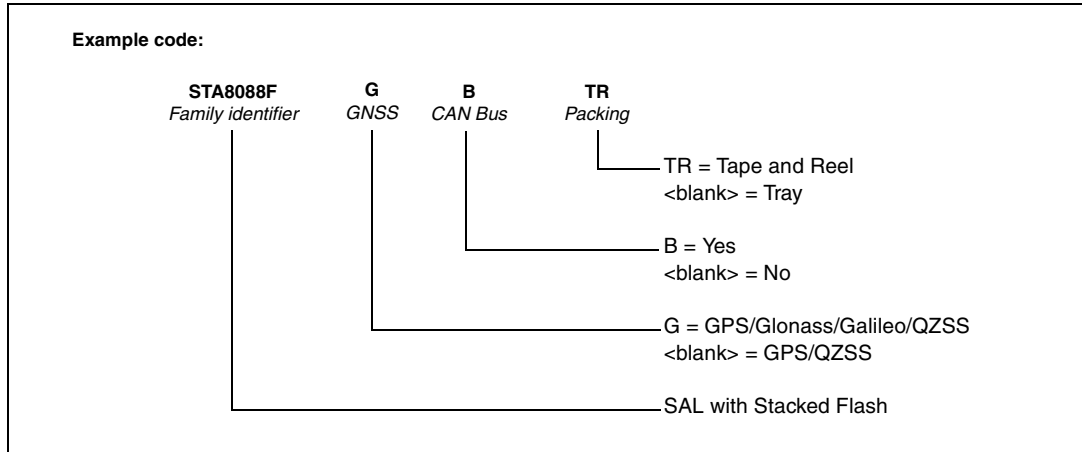 Example code:
STA8088F G B TR
Family identifier GNSS CAN Bus Packing
TR = Tape and Reel
<blank> = Tray
B = Yes
<blank> = No
G = GPS/Glonass/Galileo/QZSS
<blank> = GPS/QZSS
SAL with Stacked Flash